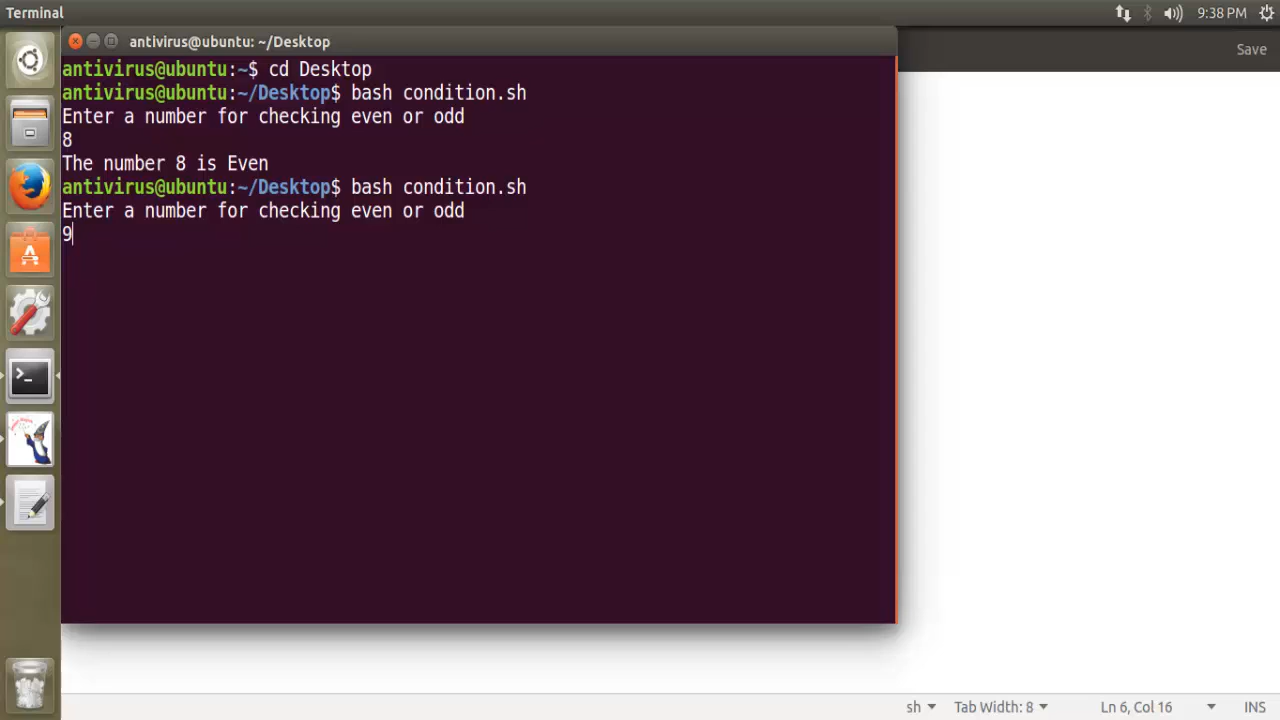 Terminal
9:38 PM
antivirus@ubuntu: ~/Desktop
Save
antivirus@ubuntu:~$ cd Desktop
antivirus@ubuntu:~/Desktop$ bash condition.sh
Enter a number for checking even or odd
8
The number 8 is Even
antivirus@ubuntu:~/Desktop$ bash condition.sh
Enter a number for checking even or odd
9
sh
Tab Width: 8
Ln 6, Col 16
INS